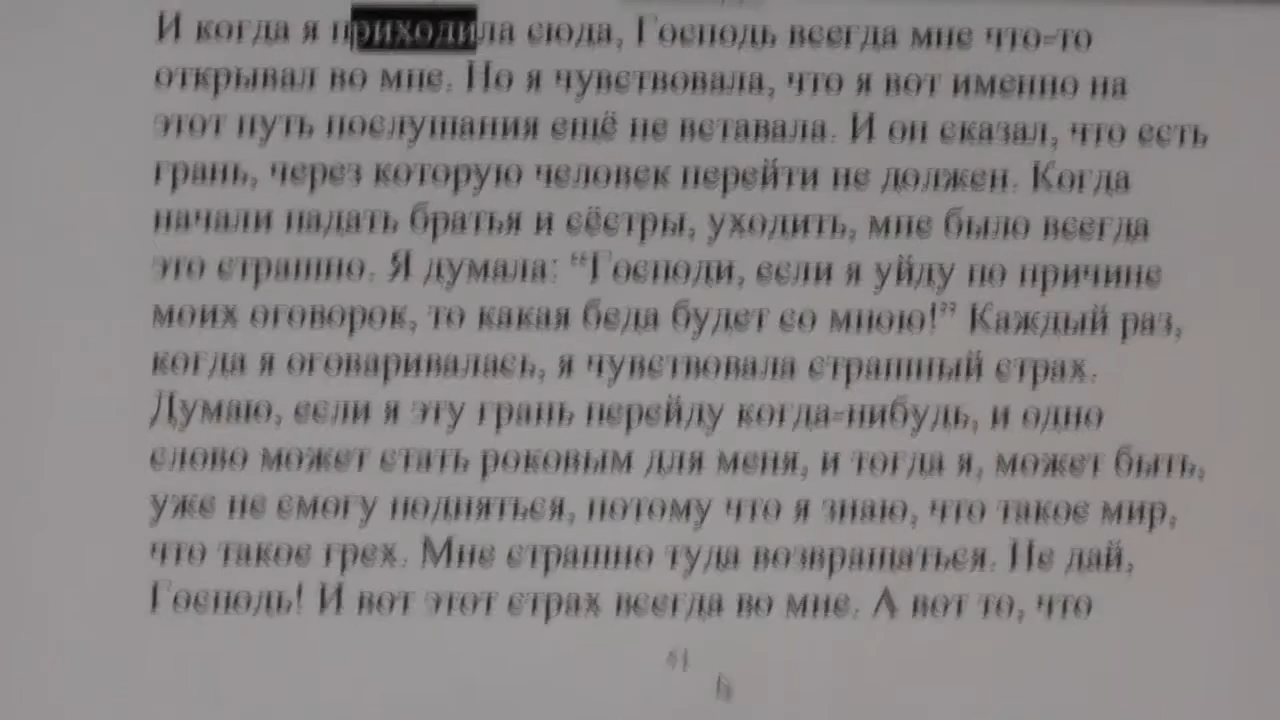 И когда я приходила сюда, Господь всегда мне что-то
открывал во мне. Но я чувствовала, что я вот именно на
этот путь послушания ещё не вставала. И он сказал, что есть
грань, через которую человек перейти не должен. Когда
начали падать братья и сёстры, уходить, мне было всегда
это страшно. Я думала: “Господи, если я уйду по причине
моих оговорок, то какая беда будет со мною!” Каждый раз,
когда я оговаривалась, я чувствовала страшный страх.
Думаю, если я эту грань перейду когда-нибудь, и одно
слово может стать роковым для меня, и тогда я, может быть,
уже не смогу подняться, потому что я знаю, что такое мир,
что такое грех. Мне страшно туда возвращаться. Не дай,
Господь! И вот этот страх всегда во мне. А вот то, что